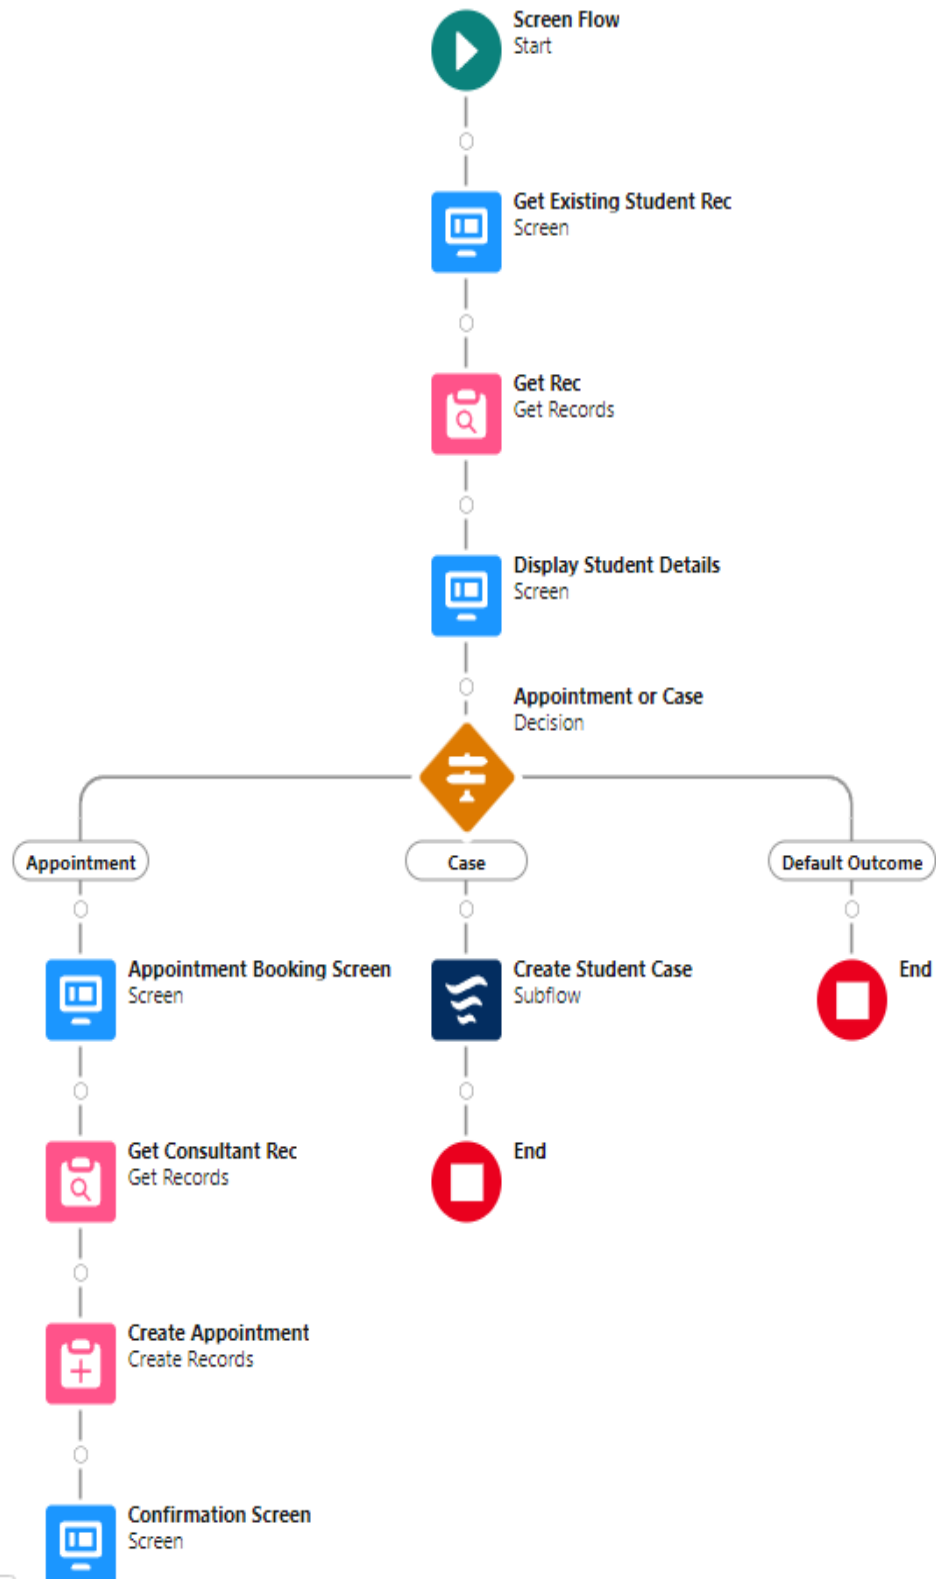 Screen Flow
Start
Get Existing Student Rec
Screen
Get Rec
Get Records
Display Student Details
Screen
Appointment or Case
Decision
Appointment
Case
Default Outcome
Appointment Booking Screen
Screen
Create Student Case
Subflow
End
Get Consultant Rec
Get Records
End
Create Appointment
Create Records
Confirmation Screen
Screen